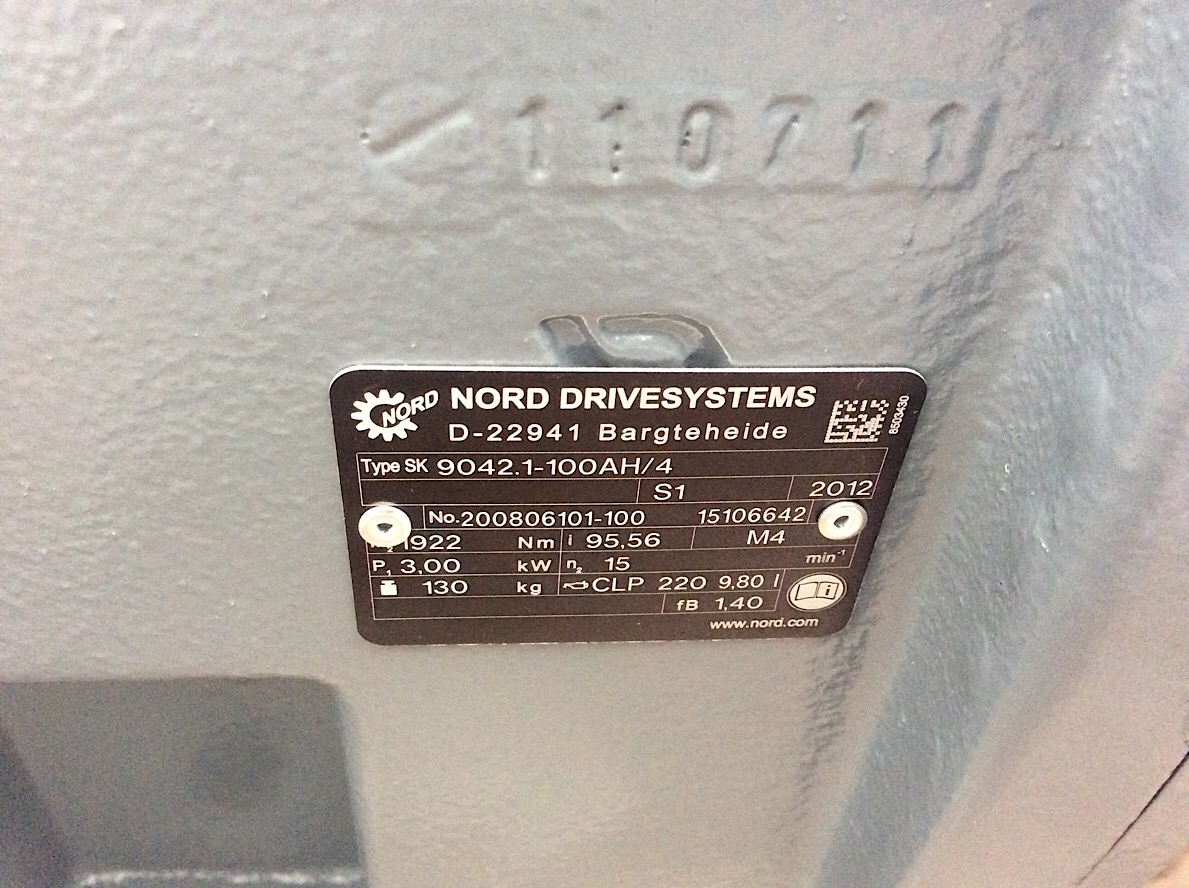 110711
NORD NORD DRIVESYSTEMS
D-22941 Bargteheide
8503430
Type SK 9042.1-100AH/4
S1 2012
No.200806101-100 15106642
1922 Nm i 95,56 M4
P₁ 3,00 kW n₂ 15 min⁻¹
130 kg CLP 220 9,80 l
fB 1,40
www.nord.com